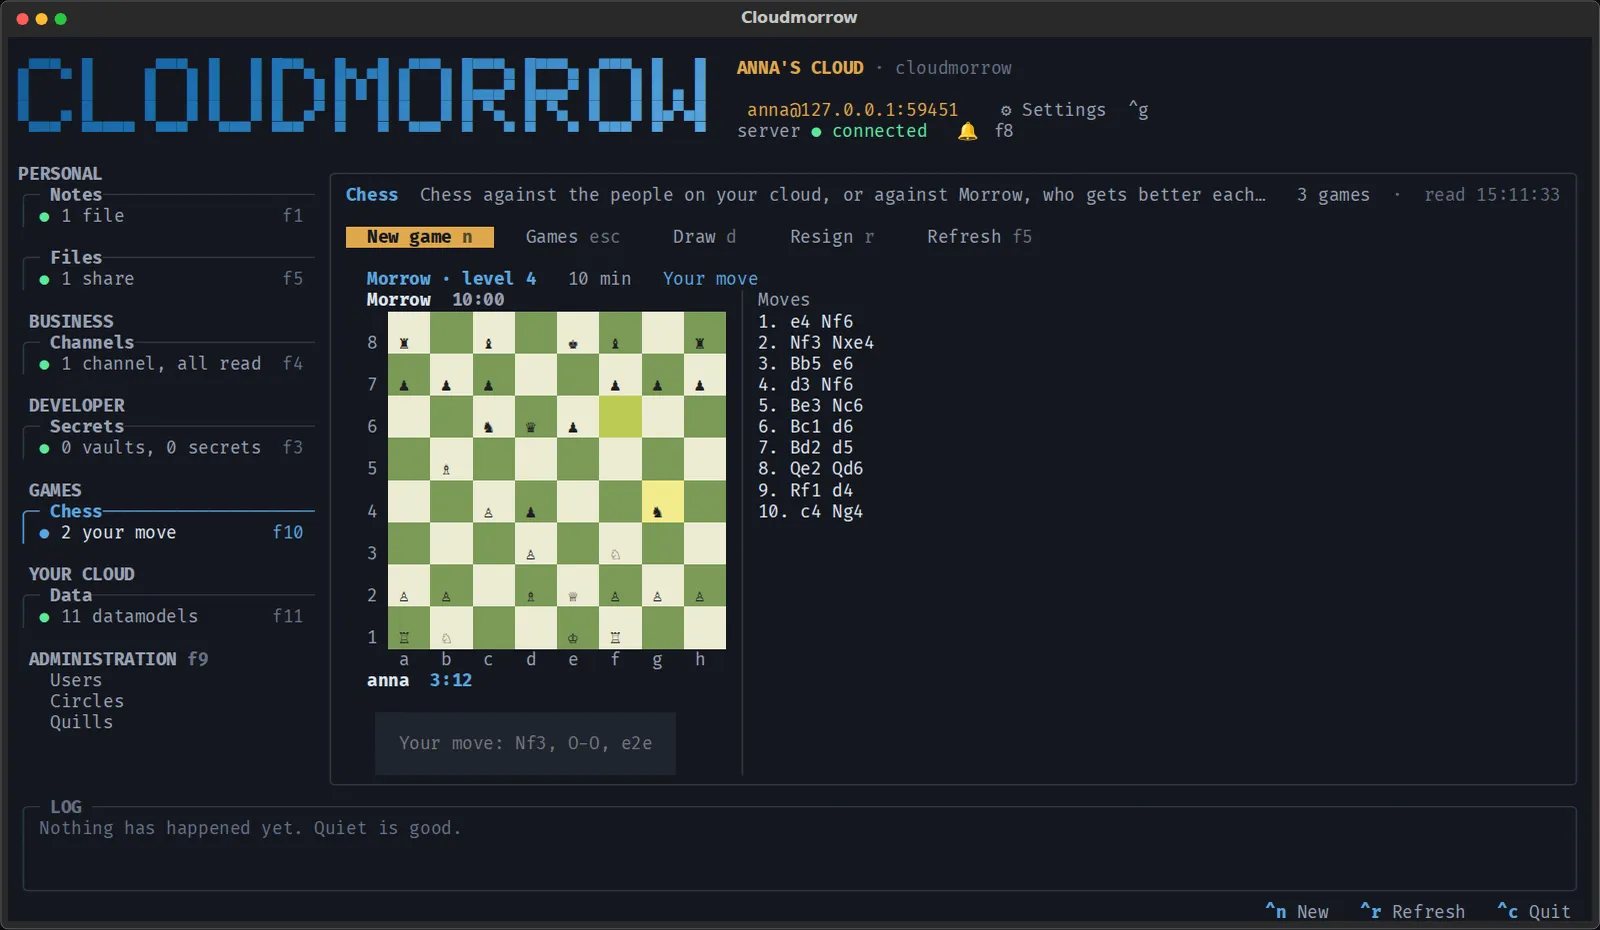 Cloudmorrow
CLOUDMORROW
ANNA'S CLOUD · cloudmorrow
anna@127.0.0.1:59451 ⚙ Settings ^g
server ● connected 🔔 f8
PERSONAL
Notes
● 1 file f1
Files
● 1 share f5
BUSINESS
Channels
● 1 channel, all read f4
DEVELOPER
Secrets
● 0 vaults, 0 secrets f3
GAMES
Chess
● 2 your move f10
YOUR CLOUD
Data
● 11 datamodels f11
ADMINISTRATION f9
Users
Circles
Quills
Chess Chess against the people on your cloud, or against Morrow, who gets better each… 3 games · read 15:11:33
New game n Games esc Draw d Resign r Refresh f5
Morrow · level 4 10 min Your move
Morrow 10:00
8
7
6
5
4
3
2
1
a b c d e f g h
anna 3:12
Your move: Nf3, O-O, e2e
Moves
1. e4 Nf6
2. Nf3 Nxe4
3. Bb5 e6
4. d3 Nf6
5. Be3 Nc6
6. Bc1 d6
7. Bd2 d5
8. Qe2 Qd6
9. Rf1 d4
10. c4 Ng4
LOG
Nothing has happened yet. Quiet is good.
^n New ^r Refresh ^c Quit